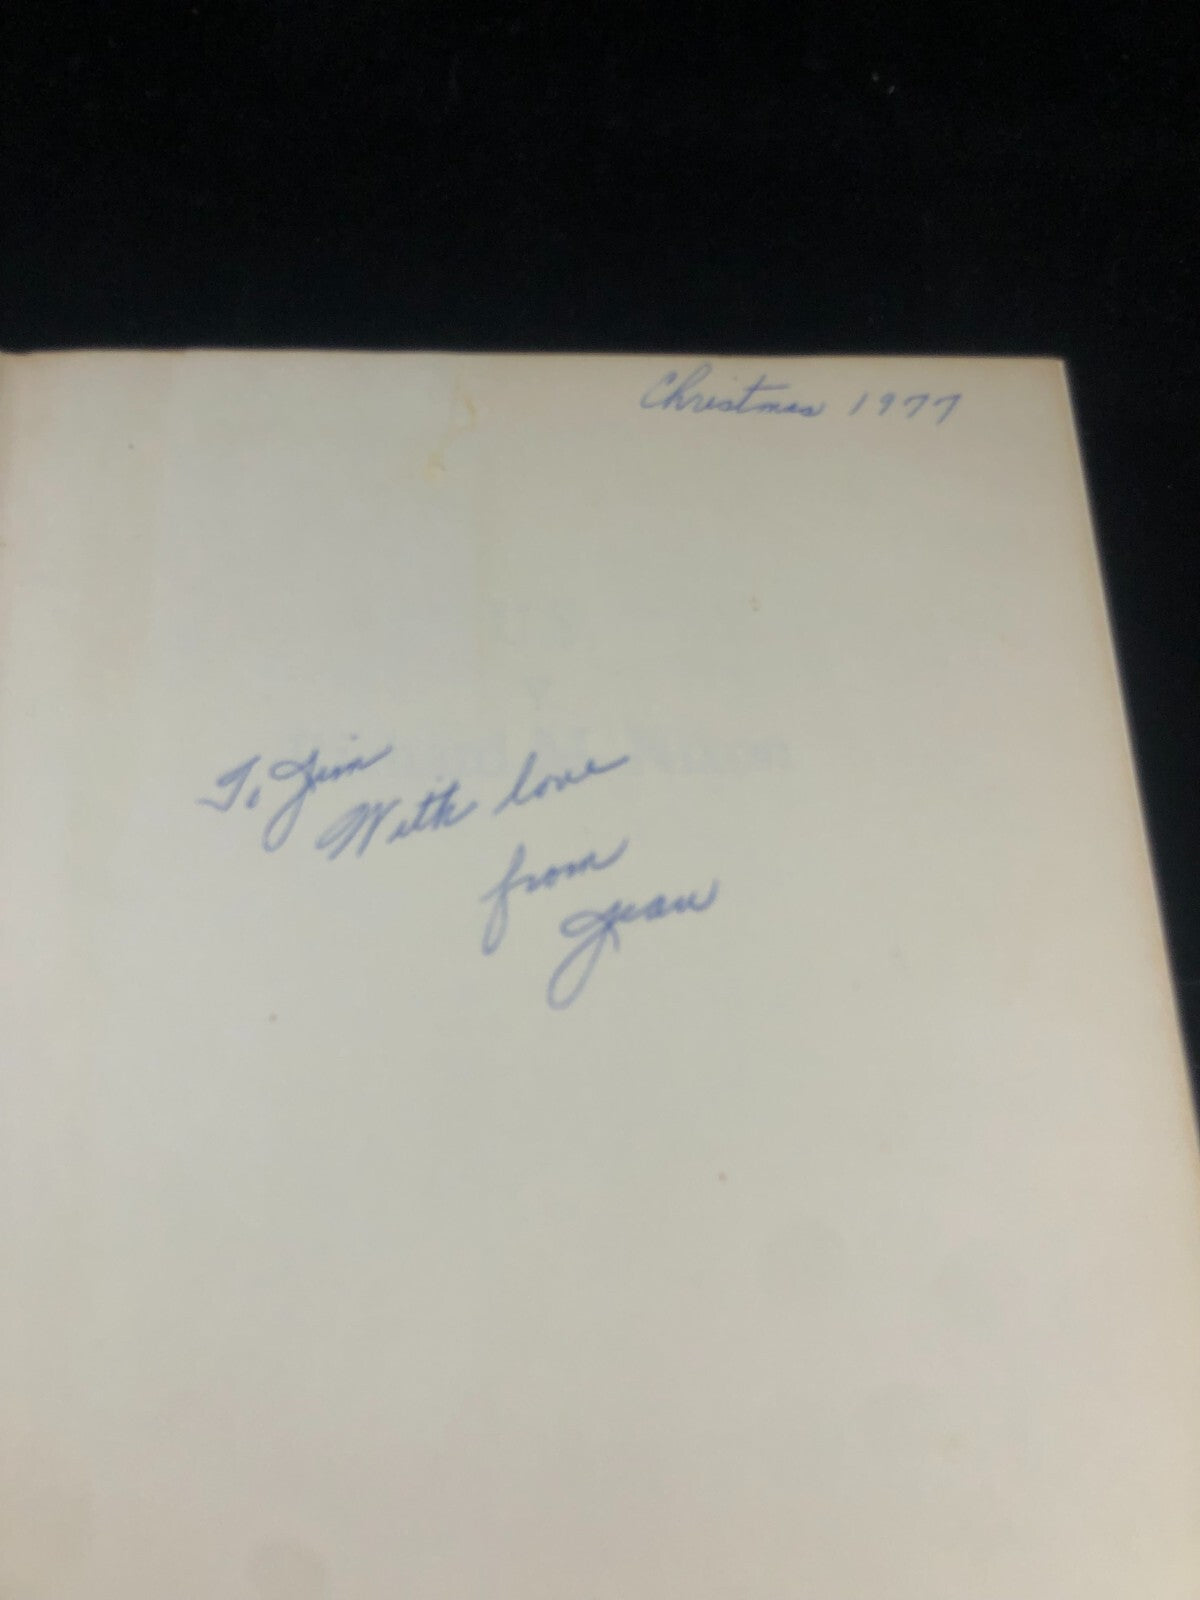 Christmas 1977
To Jim
With love
from
Jean